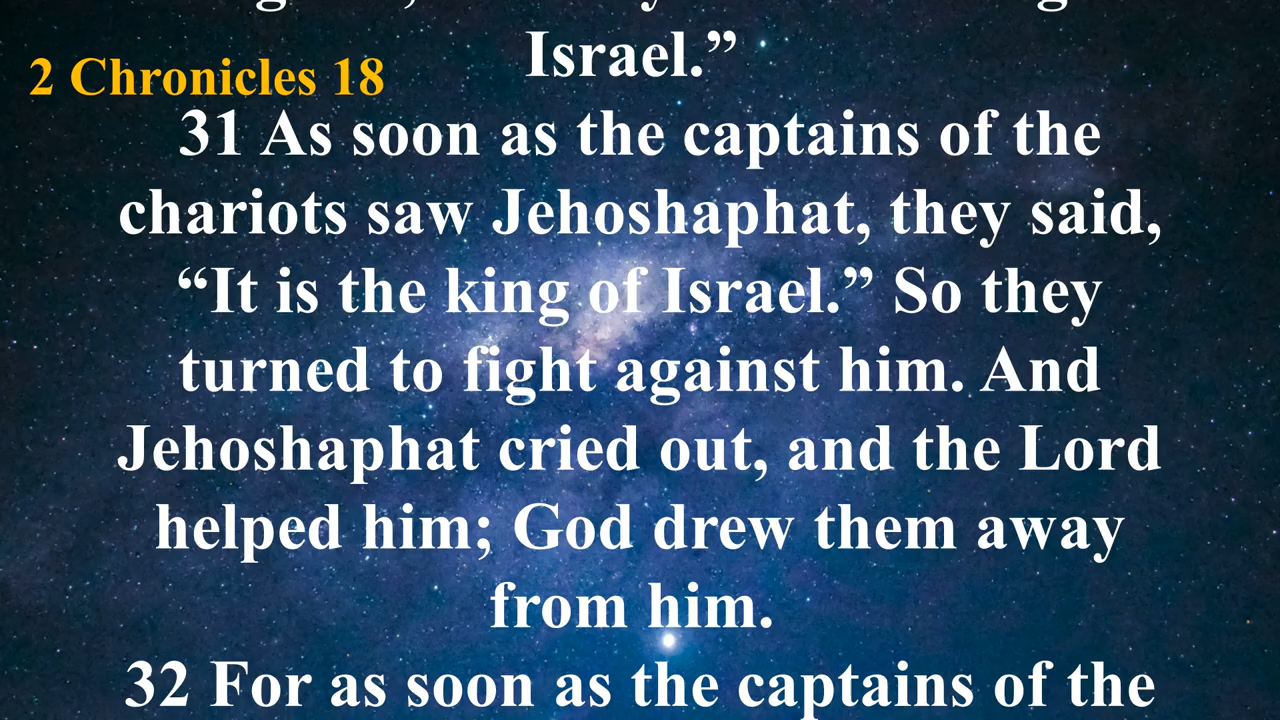 Israel.”
2 Chronicles 18
31 As soon as the captains of the
chariots saw Jehoshaphat, they said,
“It is the king of Israel.” So they
turned to fight against him. And
Jehoshaphat cried out, and the Lord
helped him; God drew them away
from him.
32 For as soon as the captains of the